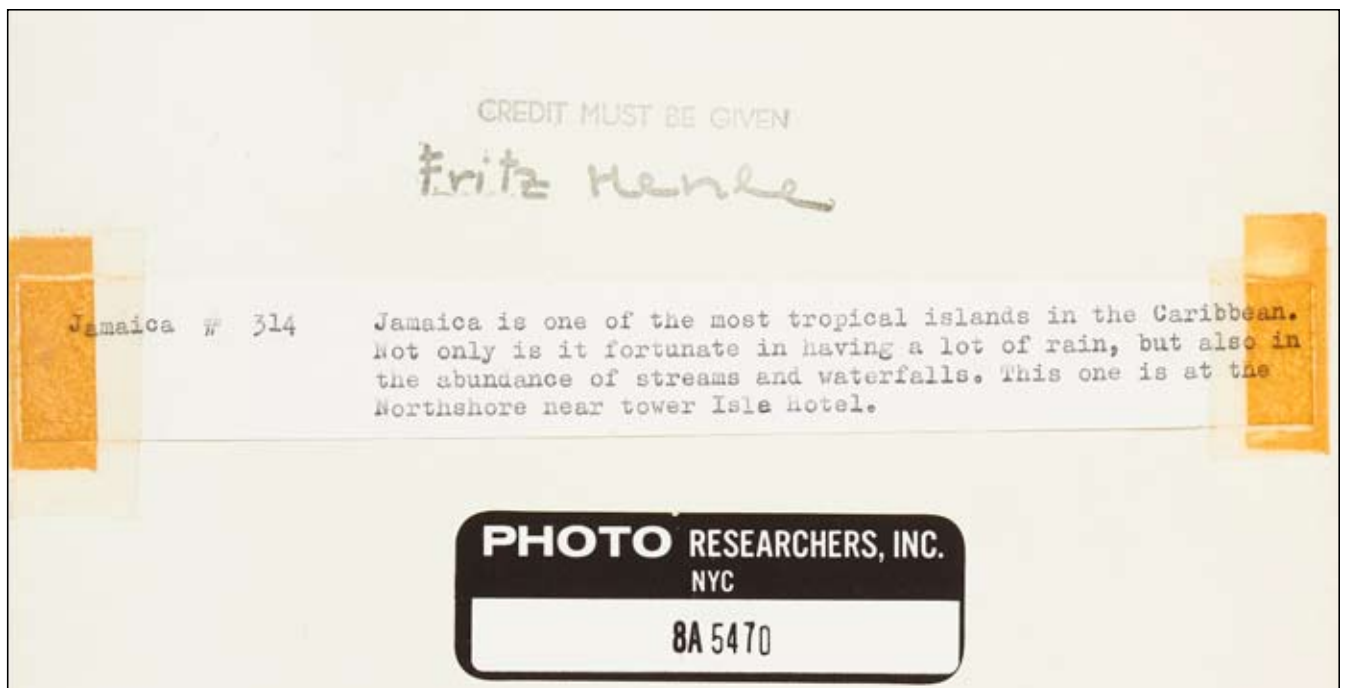 CREDIT MUST BE GIVEN
Fritz Henle
Jamaica # 314 Jamaica is one of the most tropical islands in the Caribbean.
Not only is it fortunate in having a lot of rain, but also in
the abundance of streams and waterfalls. This one is at the
Northshore near tower Isle hotel.
PHOTO RESEARCHERS, INC.
NYC
8A 5470